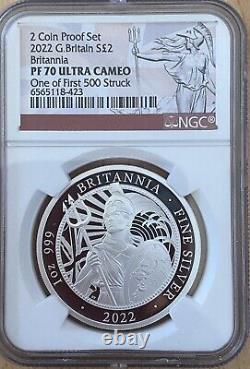 2 Coin Proof Set
2022 G.Britain S£2
Britannia
PF 70 ULTRA CAMEO
One of First 500 Struck
6565118-423
NGC
BRITANNIA · FINE SILVER · 2022 · 1oz 999